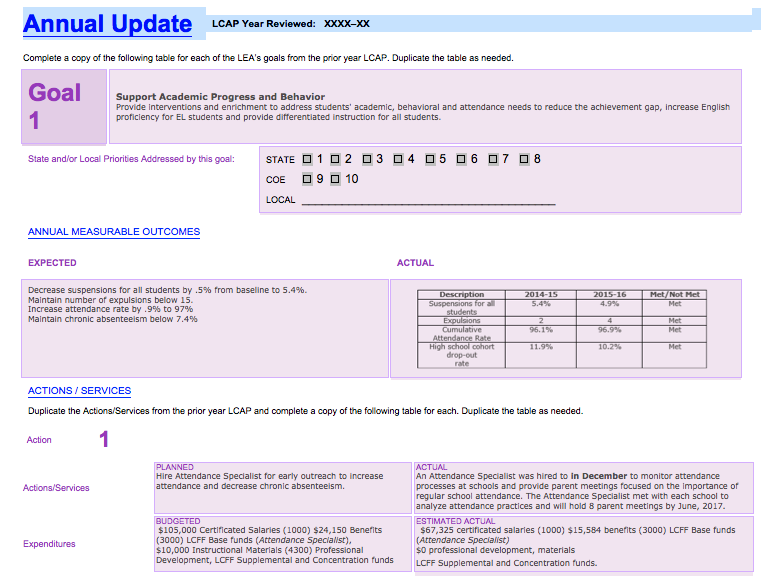 Annual Update LCAP Year Reviewed: XXXX–XX
Complete a copy of the following table for each of the LEA's goals from the prior year LCAP. Duplicate the table as needed.
Goal
1
Support Academic Progress and Behavior
Provide interventions and enrichment to address students' academic, behavioral and attendance needs to reduce the achievement gap, increase English
proficiency for EL students and provide differentiated instruction for all students.
State and/or Local Priorities Addressed by this goal:
STATE 1 2 3 4 5 6 7 8
COE 9 10
LOCAL
ANNUAL MEASURABLE OUTCOMES
EXPECTED
ACTUAL
Decrease suspensions for all students by .5% from baseline to 5.4%.
Maintain number of expulsions below 15.
Increase attendance rate by .9% to 97%
Maintain chronic absenteeism below 7.4%
Description 2014-15 2015-16 Met/Not Met
Suspensions for all 5.4% 4.9% Met
students
Expulsions 2 4 Met
Cumulative 96.1% 96.9% Met
Attendance Rate
High school cohort 11.9% 10.2% Met
drop-out
rate
ACTIONS / SERVICES
Duplicate the Actions/Services from the prior year LCAP and complete a copy of the following table for each. Duplicate the table as needed.
Action 1
Actions/Services
PLANNED
Hire Attendance Specialist for early outreach to increase
attendance and decrease chronic absenteeism.
ACTUAL
An Attendance Specialist was hired to in December to monitor attendance
processes at schools and provide parent meetings focused on the importance of
regular school attendance. The Attendance Specialist met with each school to
analyze attendance practices and will hold 8 parent meetings by June, 2017.
Expenditures
BUDGETED
$105,000 Certificated Salaries (1000) $24,150 Benefits
(3000) LCFF Base funds (Attendance Specialist),
$10,000 Instructional Materials (4300) Professional
Development, LCFF Supplemental and Concentration funds
ESTIMATED ACTUAL
$67,325 certificated salaries (1000) $15,584 benefits (3000) LCFF Base funds
(Attendance Specialist)
$0 professional development, materials
LCFF Supplemental and Concentration funds.